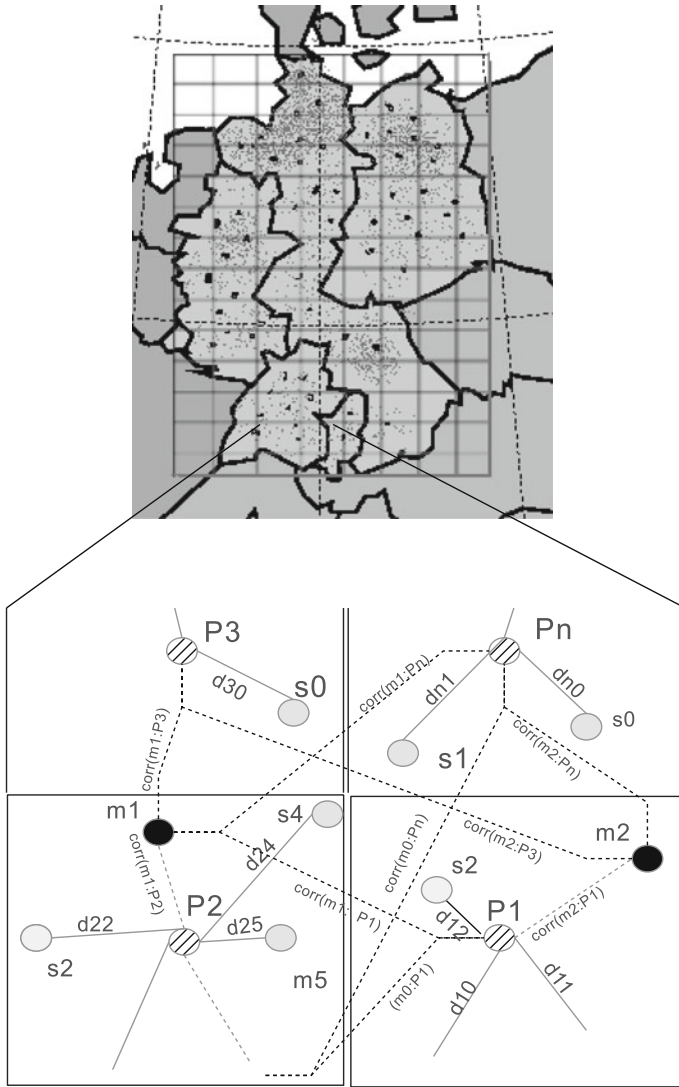 P3
Pn
d30
s0
corr(m1:Pn)
dn1
dn0
s0
corr(m1:P3)
s1
corr(m2:Pn)
m1
s4
m2
corr(m0:Pn)
corr(m2:P3)
corr(m1:P2)
d24
s2
P2
corr(m1: P1)
P1
corr(m2:P1)
d22
d25
d12
s2
m5
(m0:P1)
d10
d11